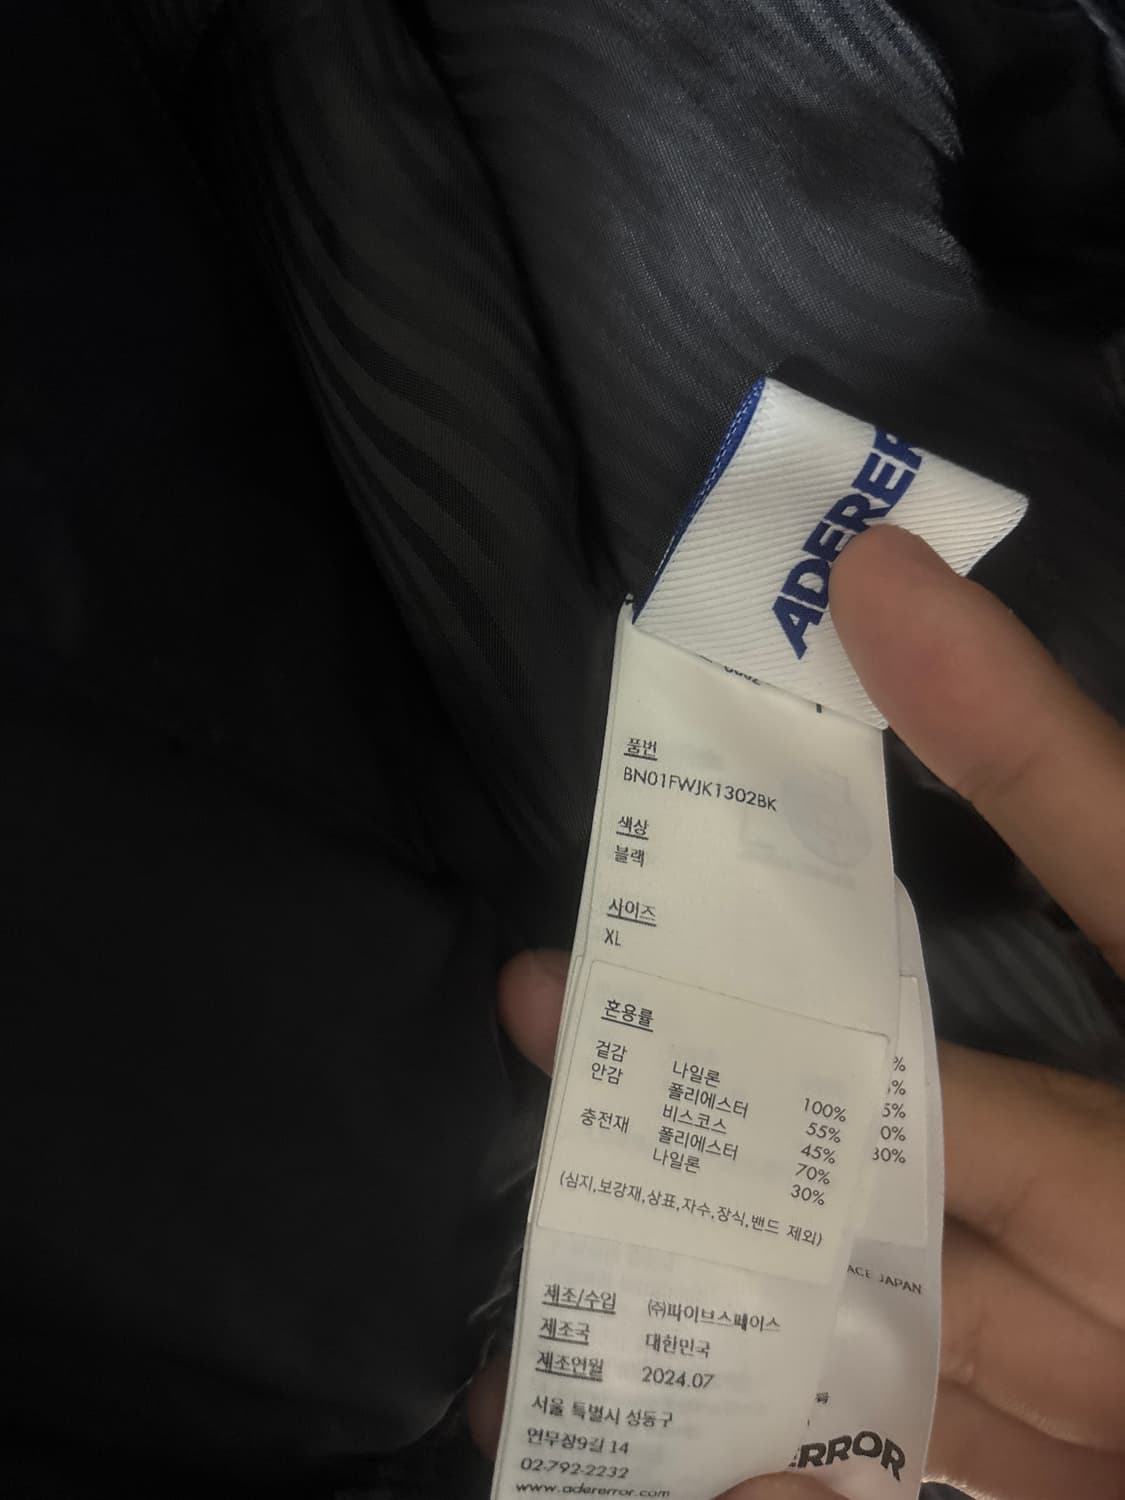 ADERER
품번
BN01FWJK1302BK
색상
블랙
사이즈
XL
혼용률
겉감 나일론 100%
안감 폴리에스터 55%
비스코스 45%
충전재 폴리에스터 70%
나일론 30%
(심지,보강재,상표,자수,장식,밴드 제외)
제조/수입 ㈜파이브스페이스
제조국 대한민국
제조연월 2024.07
서울 특별시 성동구
연무장9길 14
02-792-2232
www.adererror.com
%
%
5%
0%
30%
ACE JAPAN
ERROR